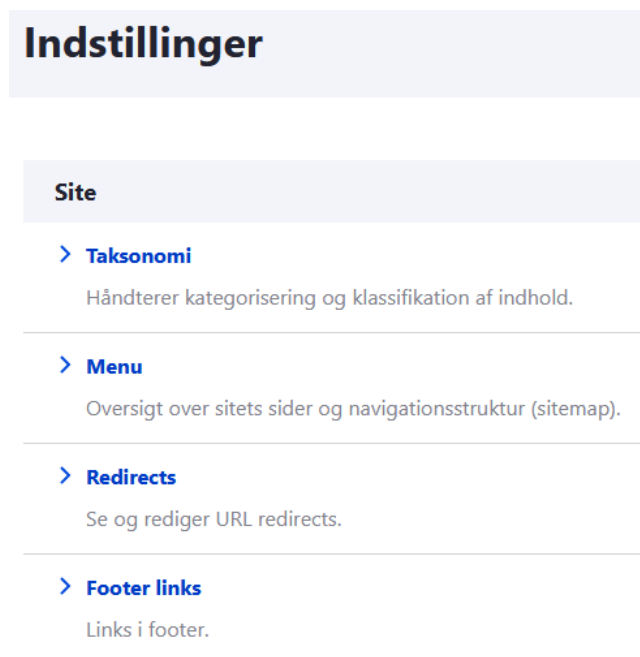 Indstillinger
Site
Taksonomi
Håndterer kategorisering og klassifikation af indhold.
Menu
Oversigt over sitets sider og navigationsstruktur (sitemap).
Redirects
Se og rediger URL redirects.
Footer links
Links i footer.